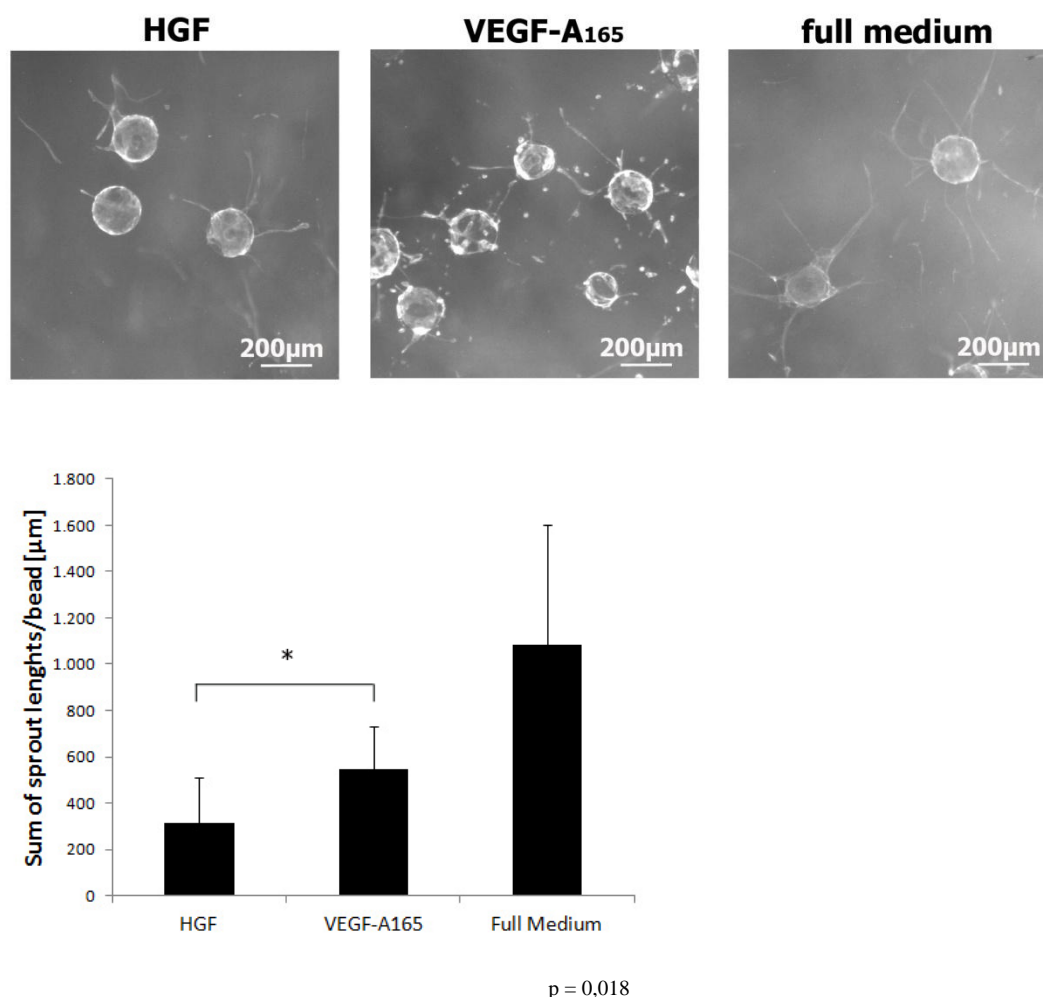 HGF VEGF-A165 full medium
200μm 200μm 200μm
Sum of sprout lenghts/bead [μm]
1.800
1.600
1.400
1.200
1.000
800
600
400
200
0
*
HGF VEGF-A165 Full Medium
p = 0,018